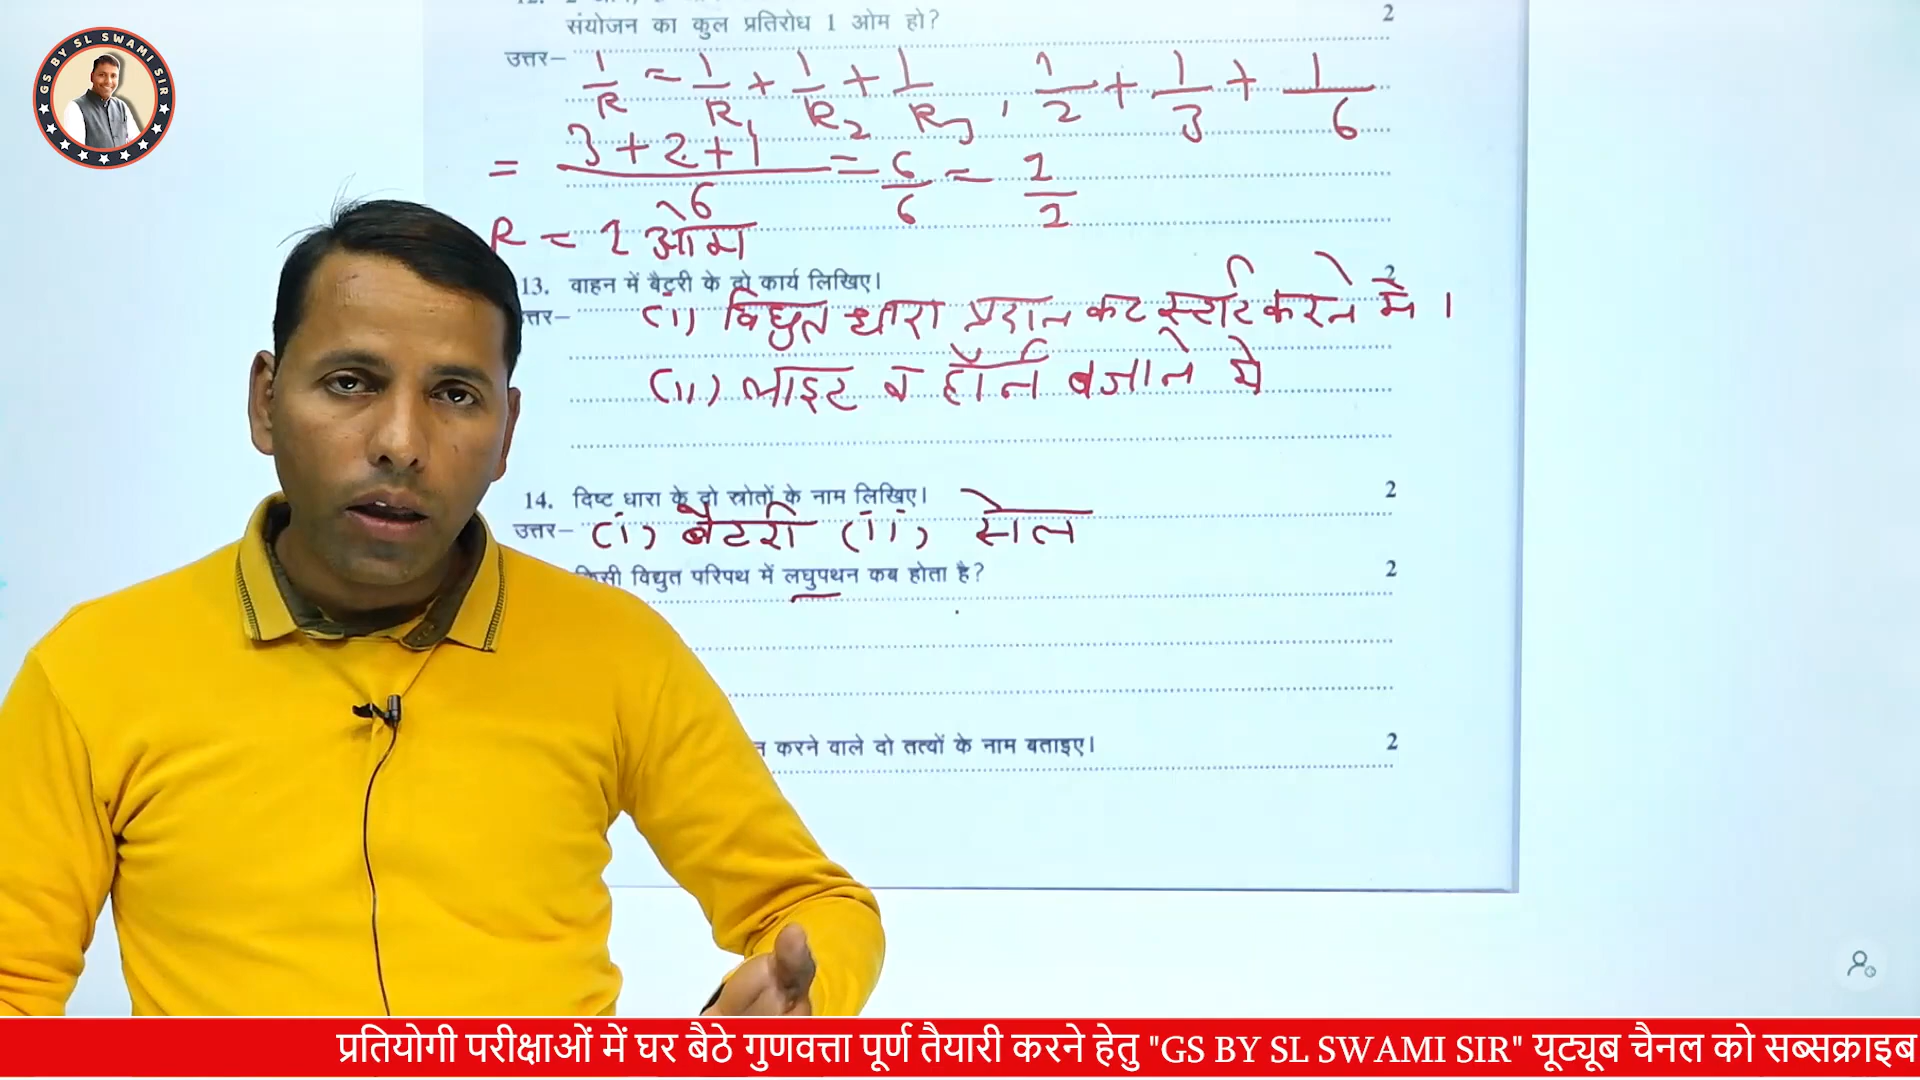 GS BY SL SWAMI SIR
संयोजन का कुल प्रतिरोध 1 ओम हो? 2
उत्तर– 1/R = 1/R1 + 1/R2 + 1/R3, 1/2 + 1/3 + 1/6
= 3+2+1/6 = 6/6 = 1/1
R = 1 ओम
13. वाहन में बैटरी के दो कार्य लिखिए। 2
उत्तर– (i) विद्युत धारा प्रदान कर स्टार्ट करने में।
(ii) लाइट व हॉर्न बजाने में
14. दिष्ट धारा के दो स्रोतों के नाम लिखिए। 2
उत्तर– (i) बैटरी (ii) सेल
किसी विद्युत परिपथ में लघुपथन कब होता है? 2
न करने वाले दो तत्वों के नाम बताइए। 2
प्रतियोगी परीक्षाओं में घर बैठे गुणवत्ता पूर्ण तैयारी करने हेतु "GS BY SL SWAMI SIR" यूट्यूब चैनल को सब्सक्राइब